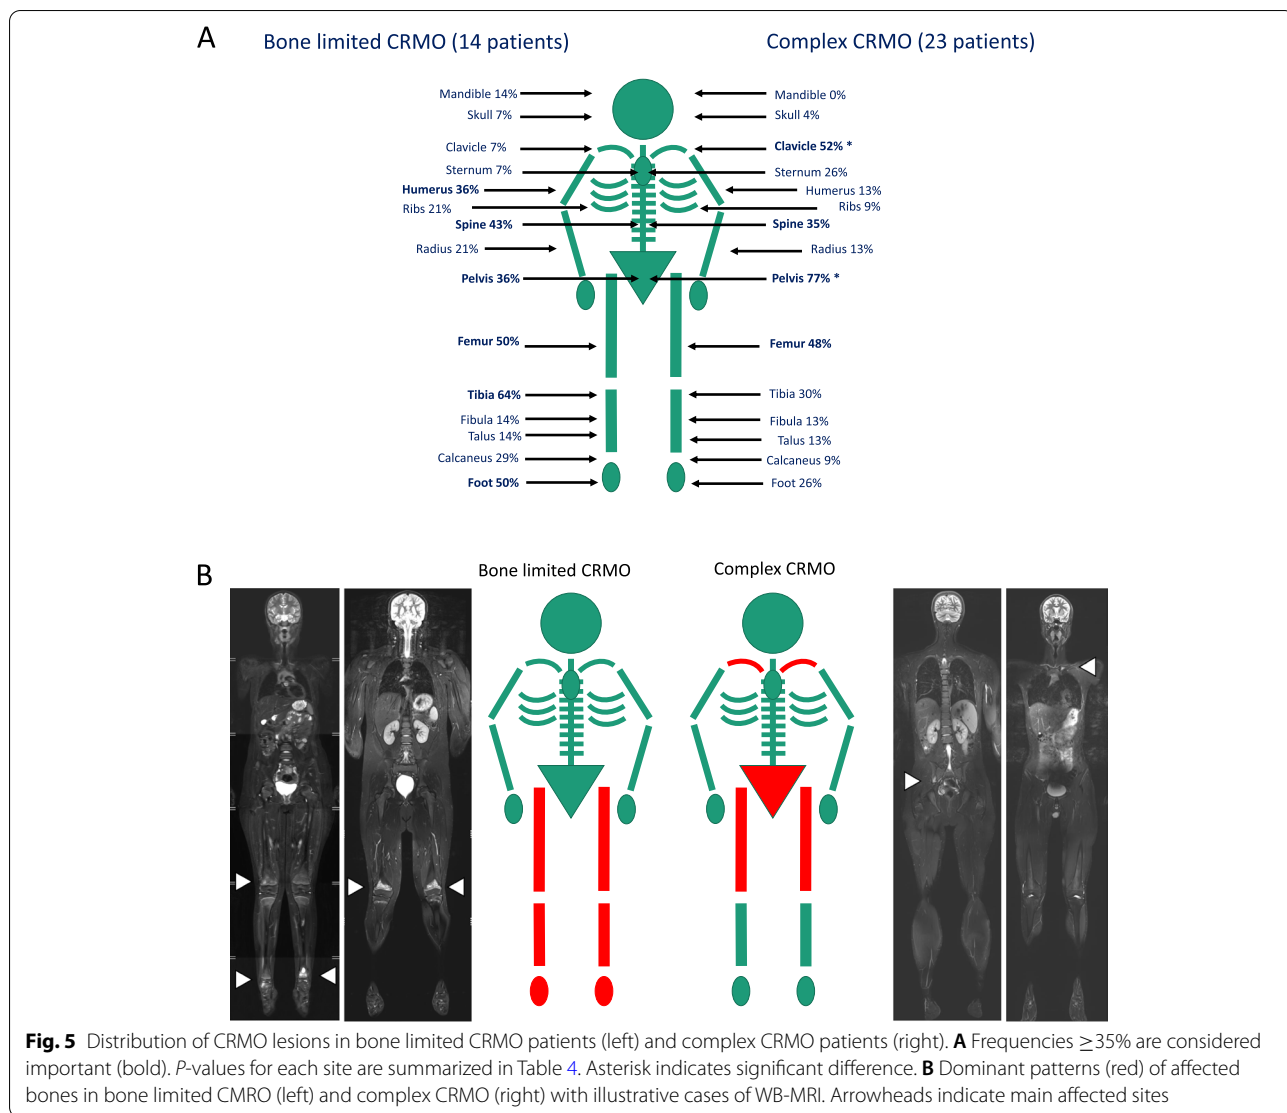 A
Bone limited CRMO (14 patients)
Complex CRMO (23 patients)
Mandible 14%
Mandible 0%
Skull 7%
Skull 4%
Clavicle 7%
Clavicle 52% *
Sternum 7%
Sternum 26%
Humerus 36%
Humerus 13%
Ribs 21%
Ribs 9%
Spine 43%
Spine 35%
Radius 21%
Radius 13%
Pelvis 36%
Pelvis 77% *
Femur 50%
Femur 48%
Tibia 64%
Tibia 30%
Fibula 14%
Fibula 13%
Talus 14%
Talus 13%
Calcaneus 29%
Calcaneus 9%
Foot 50%
Foot 26%
B
Bone limited CRMO
Complex CRMO
Fig. 5 Distribution of CRMO lesions in bone limited CRMO patients (left) and complex CRMO patients (right). A Frequencies ≥35% are considered
important (bold). P-values for each site are summarized in Table 4. Asterisk indicates significant difference. B Dominant patterns (red) of affected
bones in bone limited CMRO (left) and complex CRMO (right) with illustrative cases of WB-MRI. Arrowheads indicate main affected sites